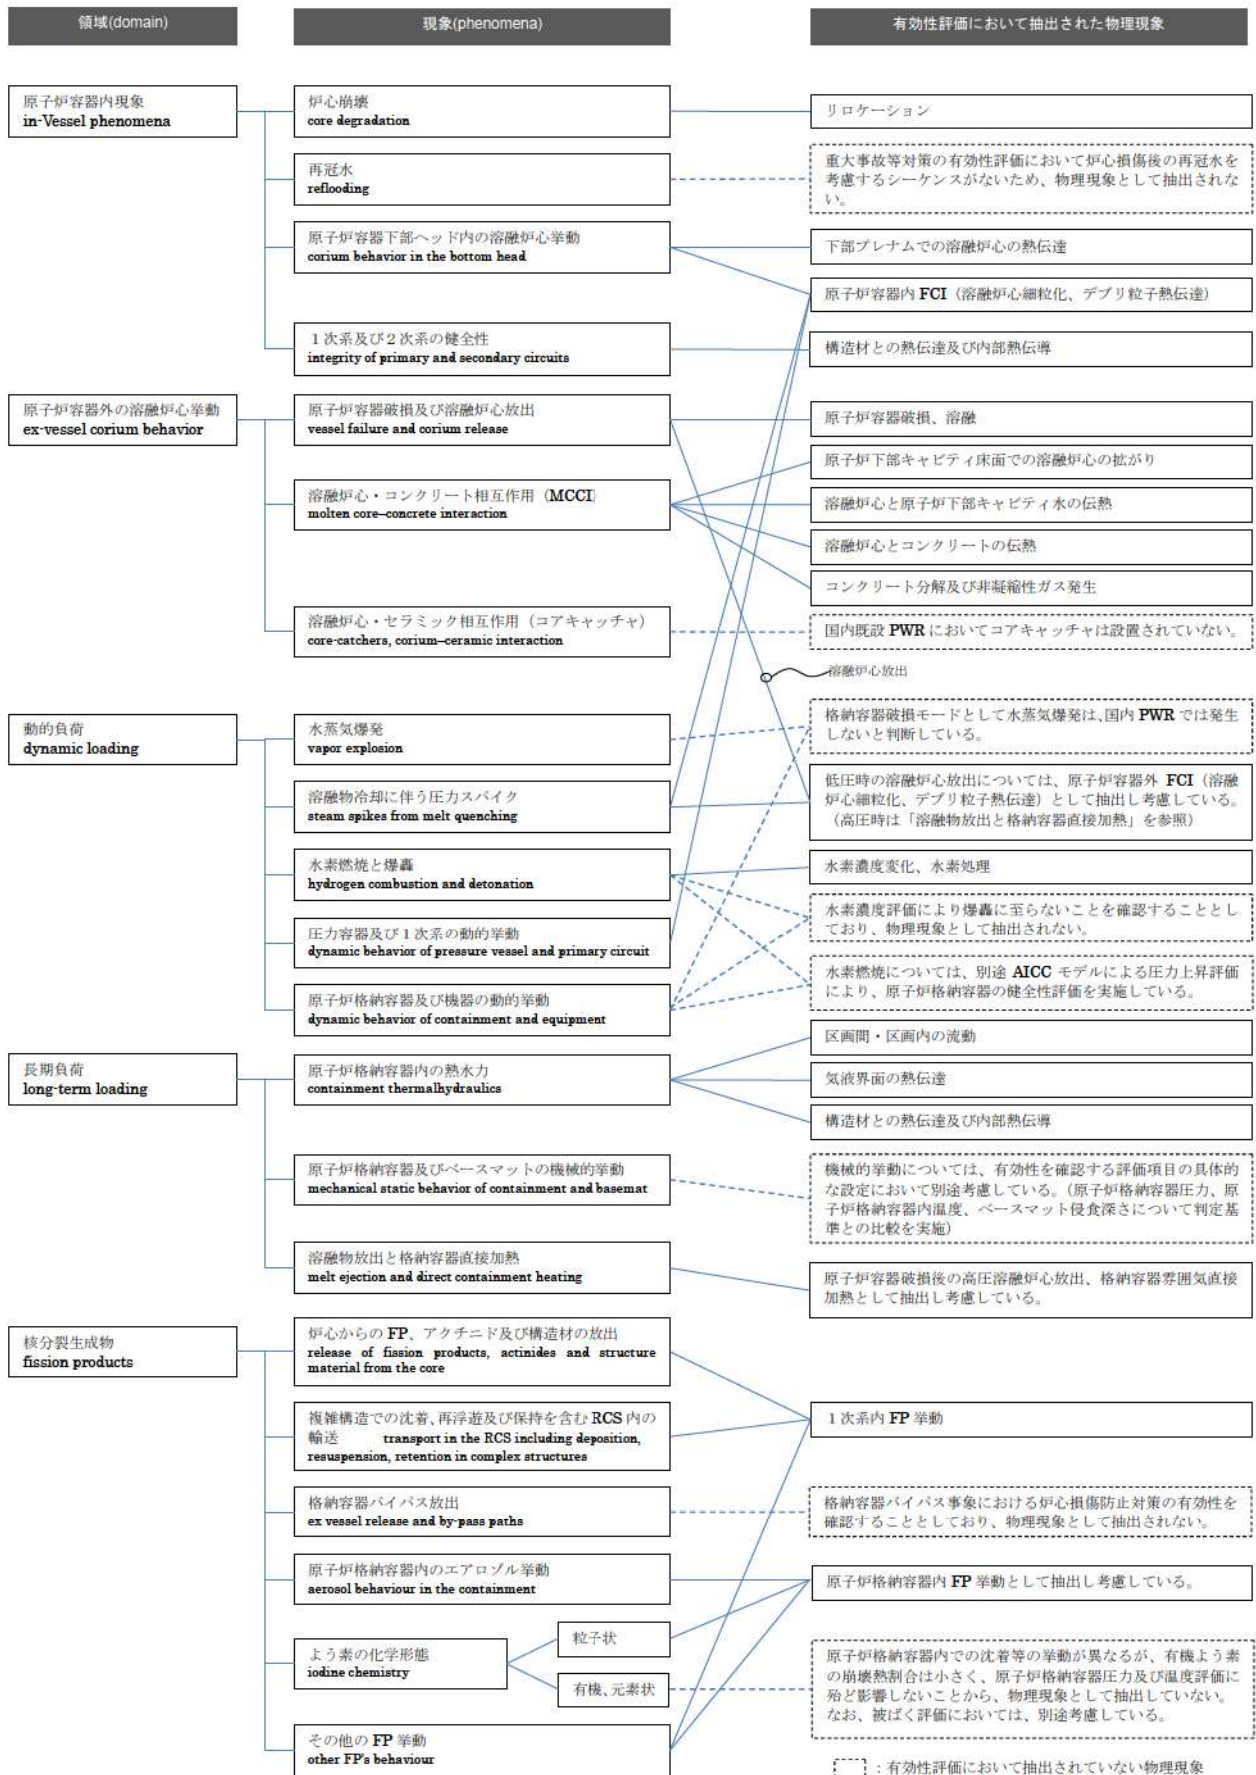 領域(domain)
現象(phenomena)
有効性評価において抽出された物理現象
原子炉容器内現象
in-Vessel phenomena
炉心崩壊
core degradation
リロケーション
再冠水
reflooding
重大事故等対策の有効性評価において炉心損傷後の再冠水を
考慮するシーケンスがないため、物理現象として抽出されな
い。
原子炉容器下部ヘッド内の溶融炉心挙動
corium behavior in the bottom head
下部プレナムでの溶融炉心の熱伝達
原子炉容器内 FCI（溶融炉心細粒化、デブリ粒子熱伝達）
１次系及び２次系の健全性
integrity of primary and secondary circuits
構造材との熱伝達及び内部熱伝導
原子炉容器外の溶融炉心挙動
ex-vessel corium behavior
原子炉容器破損及び溶融炉心放出
vessel failure and corium release
原子炉容器破損、溶融
原子炉下部キャビティ床面での溶融炉心の拡がり
溶融炉心・コンクリート相互作用（MCCI）
molten core–concrete interaction
溶融炉心と原子炉下部キャビティ水の伝熱
溶融炉心とコンクリートの伝熱
コンクリート分解及び非凝縮性ガス発生
溶融炉心・セラミック相互作用（コアキャッチャ）
core-catchers, corium–ceramic interaction
国内既設 PWR においてコアキャッチャは設置されていない。
溶融炉心放出
動的負荷
dynamic loading
水蒸気爆発
vapor explosion
格納容器破損モードとして水蒸気爆発は、国内 PWR では発生
しないと判断している。
溶融物冷却に伴う圧力スパイク
steam spikes from melt quenching
低圧時の溶融炉心放出については、原子炉容器外 FCI（溶融
炉心細粒化、デブリ粒子熱伝達）として抽出し考慮している。
（高圧時は「溶融物放出と格納容器直接加熱」を参照）
水素燃焼と爆轟
hydrogen combustion and detonation
水素濃度変化、水素処理
水素濃度評価により爆轟に至らないことを確認することとし
ており、物理現象として抽出されない。
圧力容器及び１次系の動的挙動
dynamic behavior of pressure vessel and primary circuit
水素燃焼については、別途 AICC モデルによる圧力上昇評価
により、原子炉格納容器の健全性評価を実施している。
原子炉格納容器及び機器の動的挙動
dynamic behavior of containment and equipment
区画間・区画内の流動
長期負荷
long-term loading
原子炉格納容器内の熱水力
containment thermalhydraulics
気液界面の熱伝達
構造材との熱伝達及び内部熱伝導
原子炉格納容器及びベースマットの機械的挙動
mechanical static behavior of containment and basemat
機械的挙動については、有効性を確認する評価項目の具体的
な設定において別途考慮している。（原子炉格納容器圧力、原
子炉格納容器内温度、ベースマット侵食深さについて判定基
準との比較を実施）
溶融物放出と格納容器直接加熱
melt ejection and direct containment heating
原子炉容器破損後の高圧溶融炉心放出、格納容器雰囲気直接
加熱として抽出し考慮している。
核分裂生成物
fission products
炉心からの FP、アクチニド及び構造材の放出
release of fission products, actinides and structure
material from the core
複雑構造での沈着、再浮遊及び保持を含む RCS 内の
輸送 transport in the RCS including deposition,
resuspension, retention in complex structures
１次系内 FP 挙動
格納容器バイパス放出
ex vessel release and by-pass paths
格納容器バイパス事象における炉心損傷防止対策の有効性を
確認することとしており、物理現象として抽出されない。
原子炉格納容器内のエアロゾル挙動
aerosol behaviour in the containment
原子炉格納容器内 FP 挙動として抽出し考慮している。
よう素の化学形態
iodine chemistry
粒子状
有機、元素状
原子炉格納容器内での沈着等の挙動が異なるが、有機よう素
の崩壊熱割合は小さく、原子炉格納容器圧力及び温度評価に
殆ど影響しないことから、物理現象として抽出していない。
なお、被ばく評価においては、別途考慮している。
その他の FP 挙動
other FP's behaviour
：有効性評価において抽出されていない物理現象